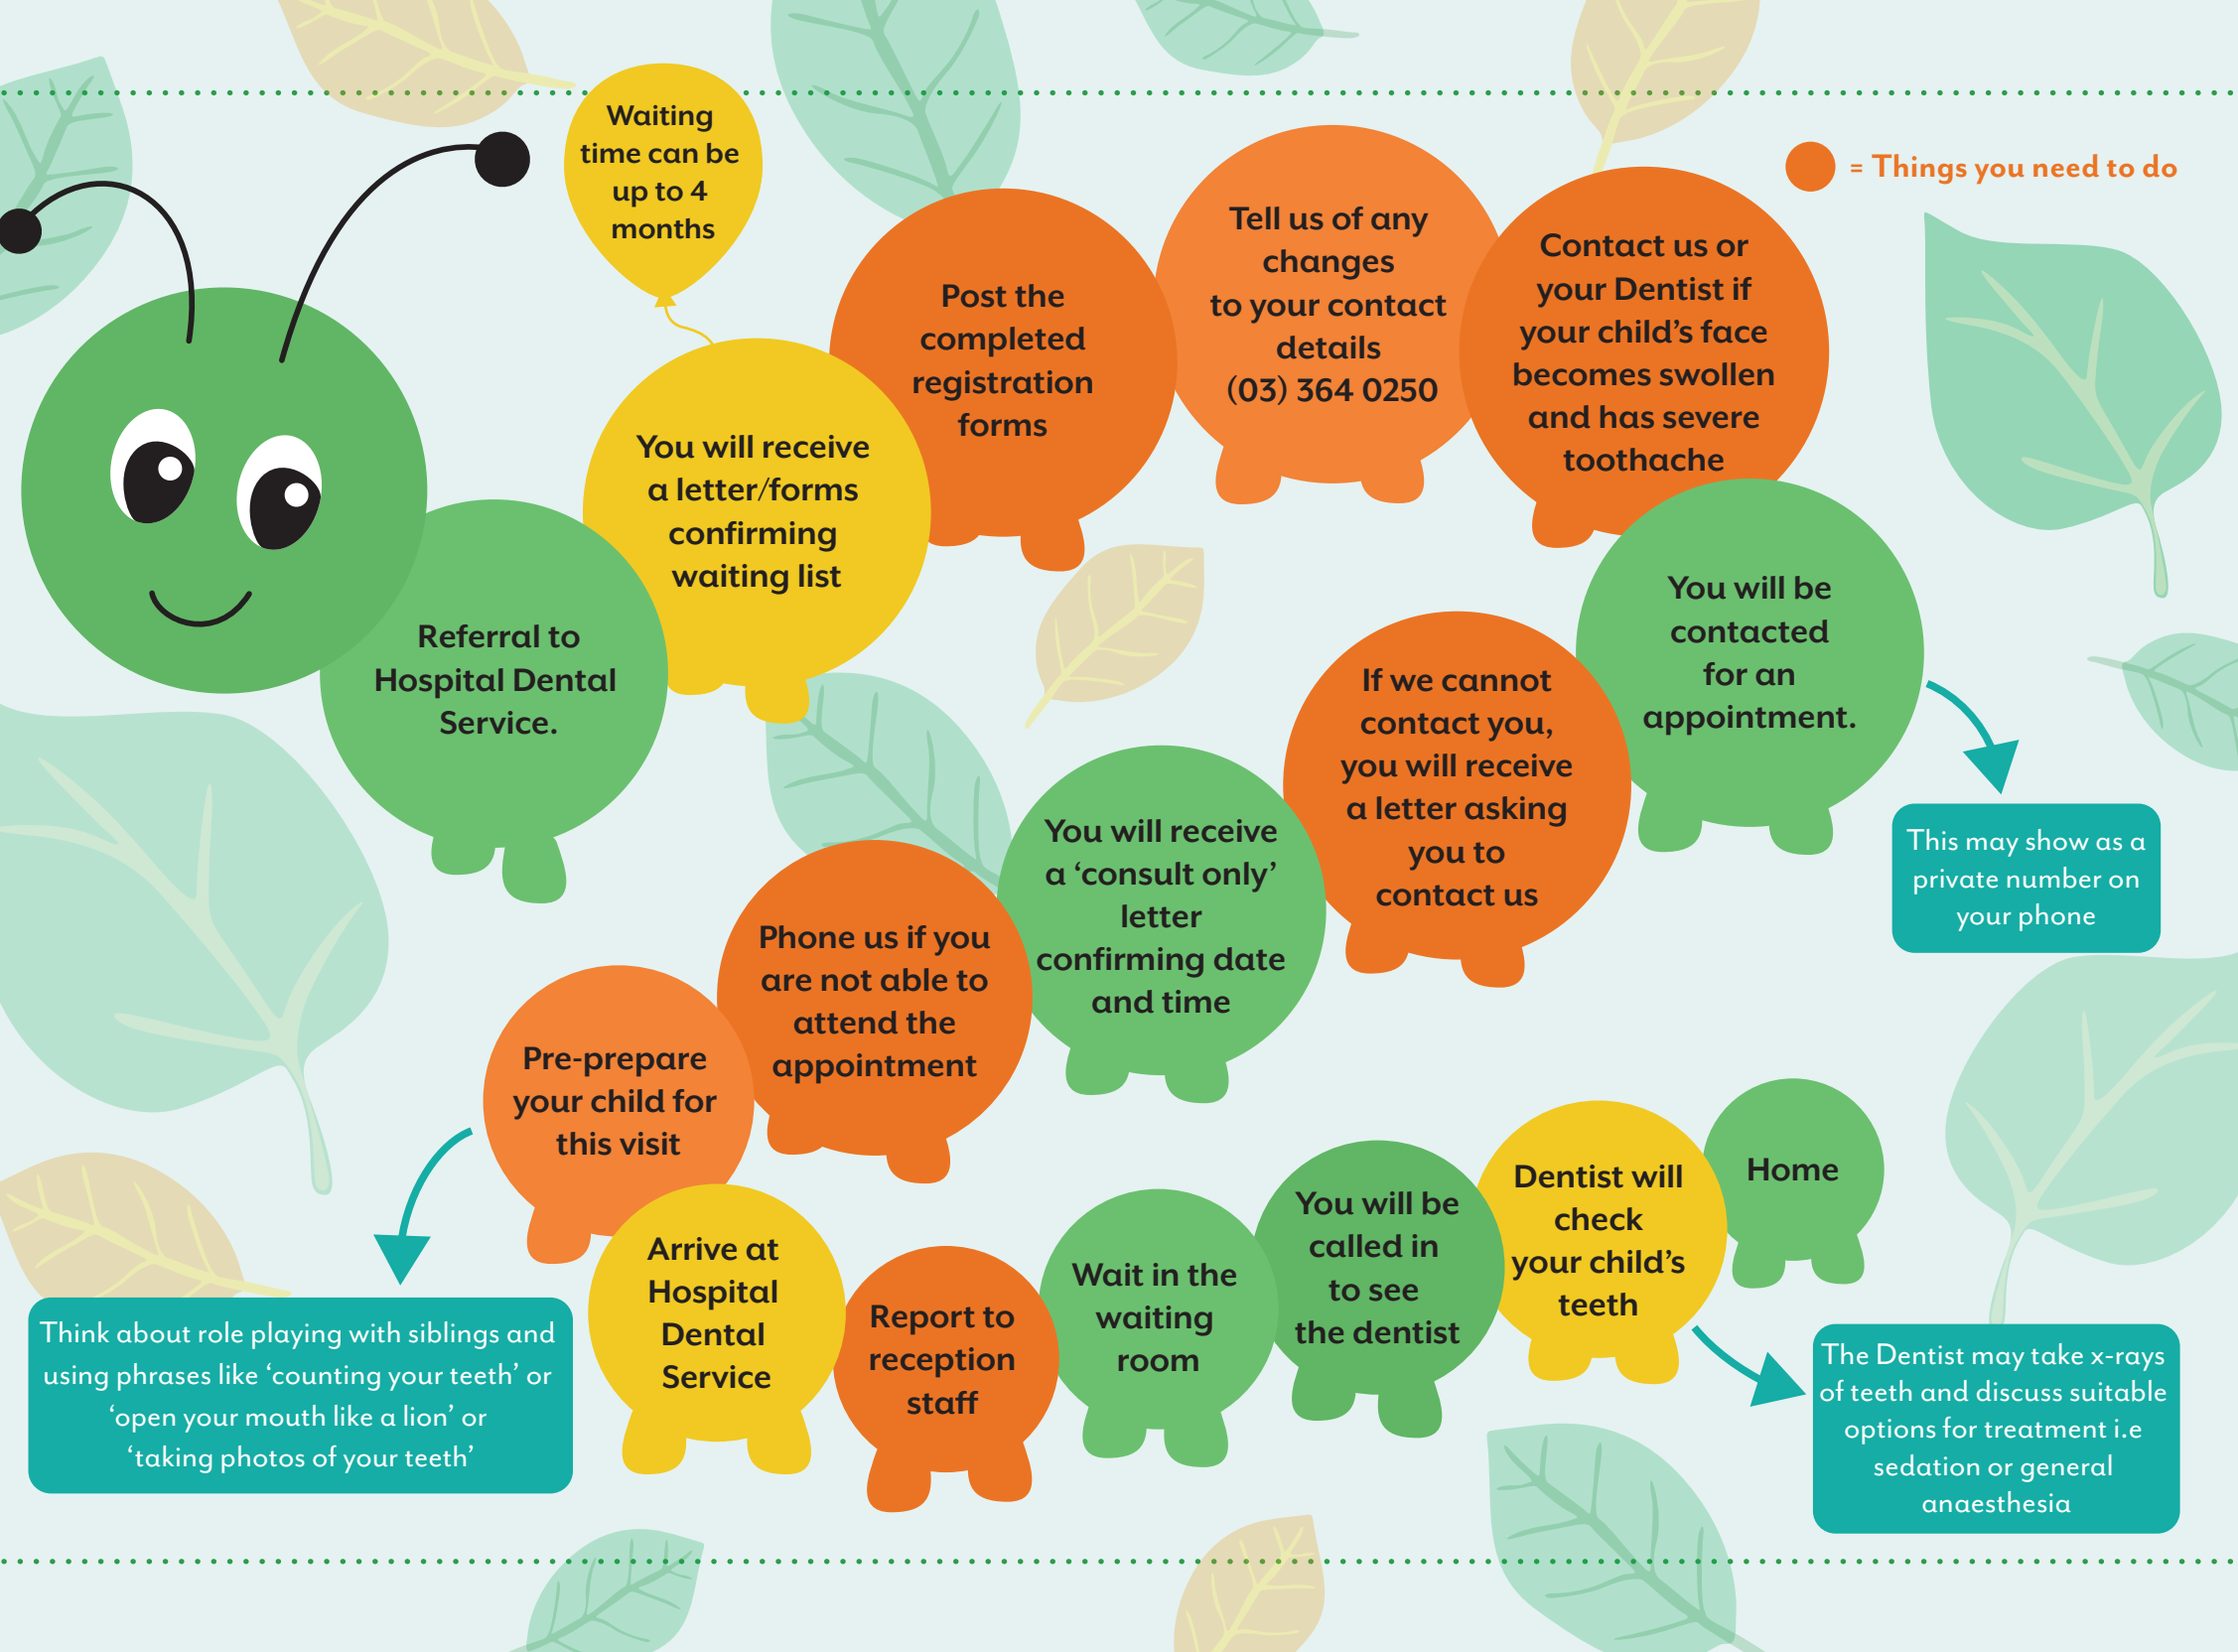 Waiting
time can be
up to 4
months
= Things you need to do
Referral to
Hospital Dental
Service.
You will receive
a letter/forms
confirming
waiting list
Post the
completed
registration
forms
Tell us of any
changes
to your contact
details
(03) 364 0250
Contact us or
your Dentist if
your child’s face
becomes swollen
and has severe
toothache
You will be
contacted
for an
appointment.
This may show as a
private number on
your phone
If we cannot
contact you,
you will receive
a letter asking
you to
contact us
You will receive
a ‘consult only’
letter
confirming date
and time
Phone us if you
are not able to
attend the
appointment
Pre-prepare
your child for
this visit
Think about role playing with siblings and
using phrases like ‘counting your teeth’ or
‘open your mouth like a lion’ or
‘taking photos of your teeth’
Arrive at
Hospital
Dental
Service
Report to
reception
staff
Wait in the
waiting
room
You will be
called in
to see
the dentist
Dentist will
check
your child’s
teeth
The Dentist may take x-rays
of teeth and discuss suitable
options for treatment i.e
sedation or general
anaesthesia
Home